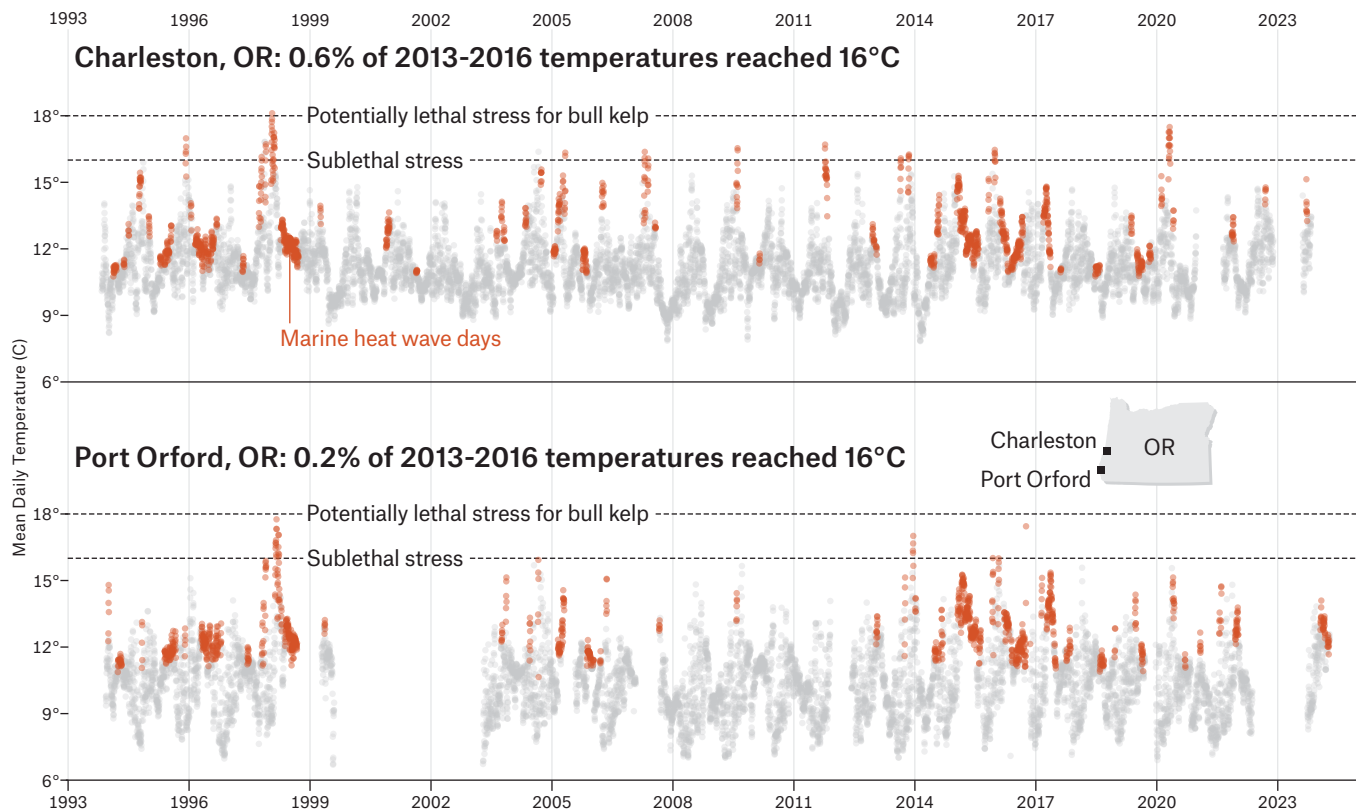 1993 1996 1999 2002 2005 2008 2011 2014 2017 2020 2023
Charleston, OR: 0.6% of 2013-2016 temperatures reached 16°C
18°
Potentially lethal stress for bull kelp
Sublethal stress
15°
12°
9°
Marine heat wave days
6°
Mean Daily Temperature (C)
Charleston
OR
Port Orford
Port Orford, OR: 0.2% of 2013-2016 temperatures reached 16°C
18°
Potentially lethal stress for bull kelp
Sublethal stress
15°
12°
9°
6°
1993 1996 1999 2002 2005 2008 2011 2014 2017 2020 2023